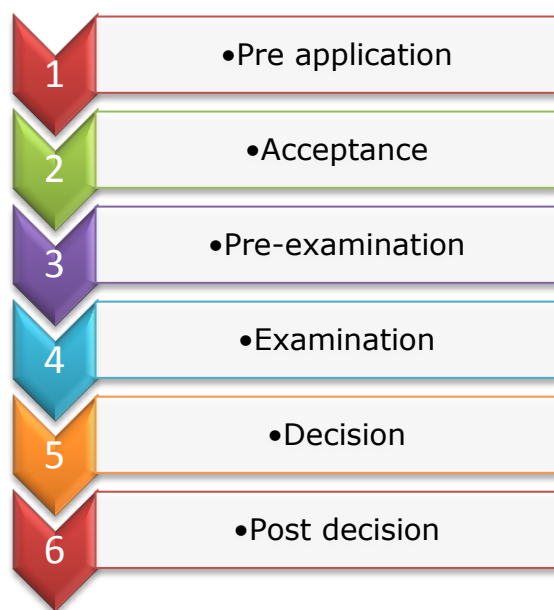 1
•Pre application
2
•Acceptance
3
•Pre-examination
4
•Examination
5
•Decision
6
•Post decision